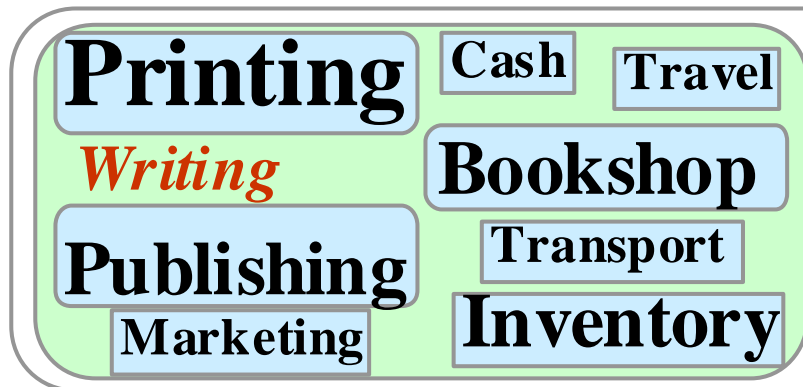 Printing
Cash
Travel
Writing
Bookshop
Publishing
Transport
Marketing
Inventory